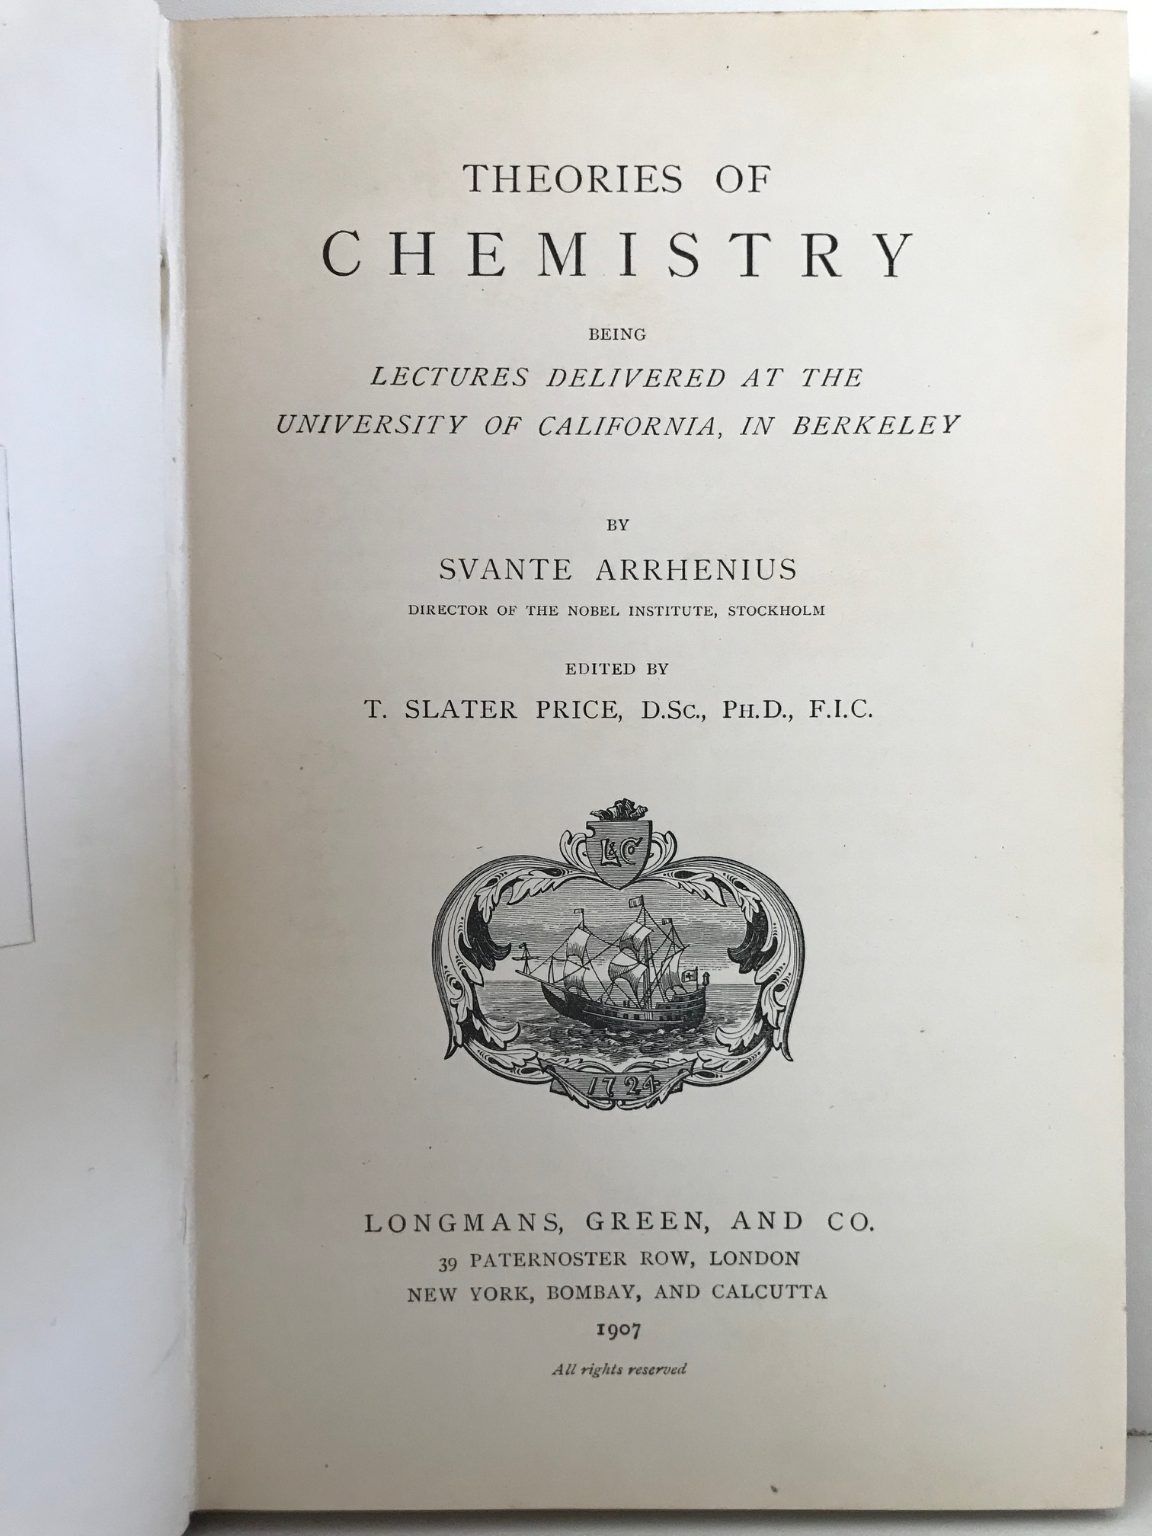 THEORIES OF
CHEMISTRY
BEING
LECTURES DELIVERED AT THE
UNIVERSITY OF CALIFORNIA, IN BERKELEY
BY
SVANTE ARRHENIUS
DIRECTOR OF THE NOBEL INSTITUTE, STOCKHOLM
EDITED BY
T. SLATER PRICE, D.Sc., Ph.D., F.I.C.
L&Co
1724
LONGMANS, GREEN, AND CO.
39 PATERNOSTER ROW, LONDON
NEW YORK, BOMBAY, AND CALCUTTA
1907
All rights reserved